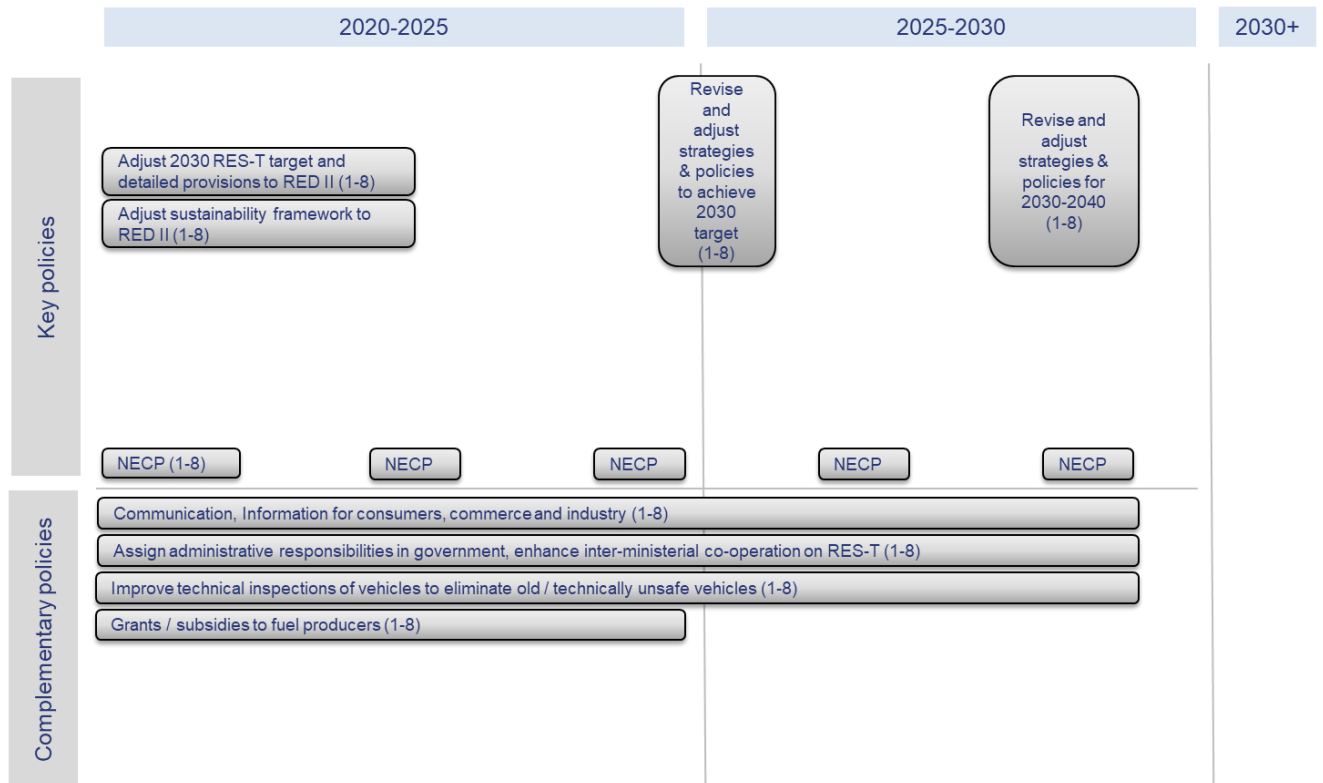 2020-2025
2025-2030
2030+
Key policies
Adjust 2030 RES-T target and
detailed provisions to RED II (1-8)
Adjust sustainability framework to
RED II (1-8)
Revise
and
adjust
strategies
& policies
to achieve
2030
target
(1-8)
Revise and
adjust
strategies &
policies for
2030-2040
(1-8)
NECP (1-8)
NECP
NECP
NECP
NECP
Complementary policies
Communication, Information for consumers, commerce and industry (1-8)
Assign administrative responsibilities in government, enhance inter-ministerial co-operation on RES-T (1-8)
Improve technical inspections of vehicles to eliminate old / technically unsafe vehicles (1-8)
Grants / subsidies to fuel producers (1-8)